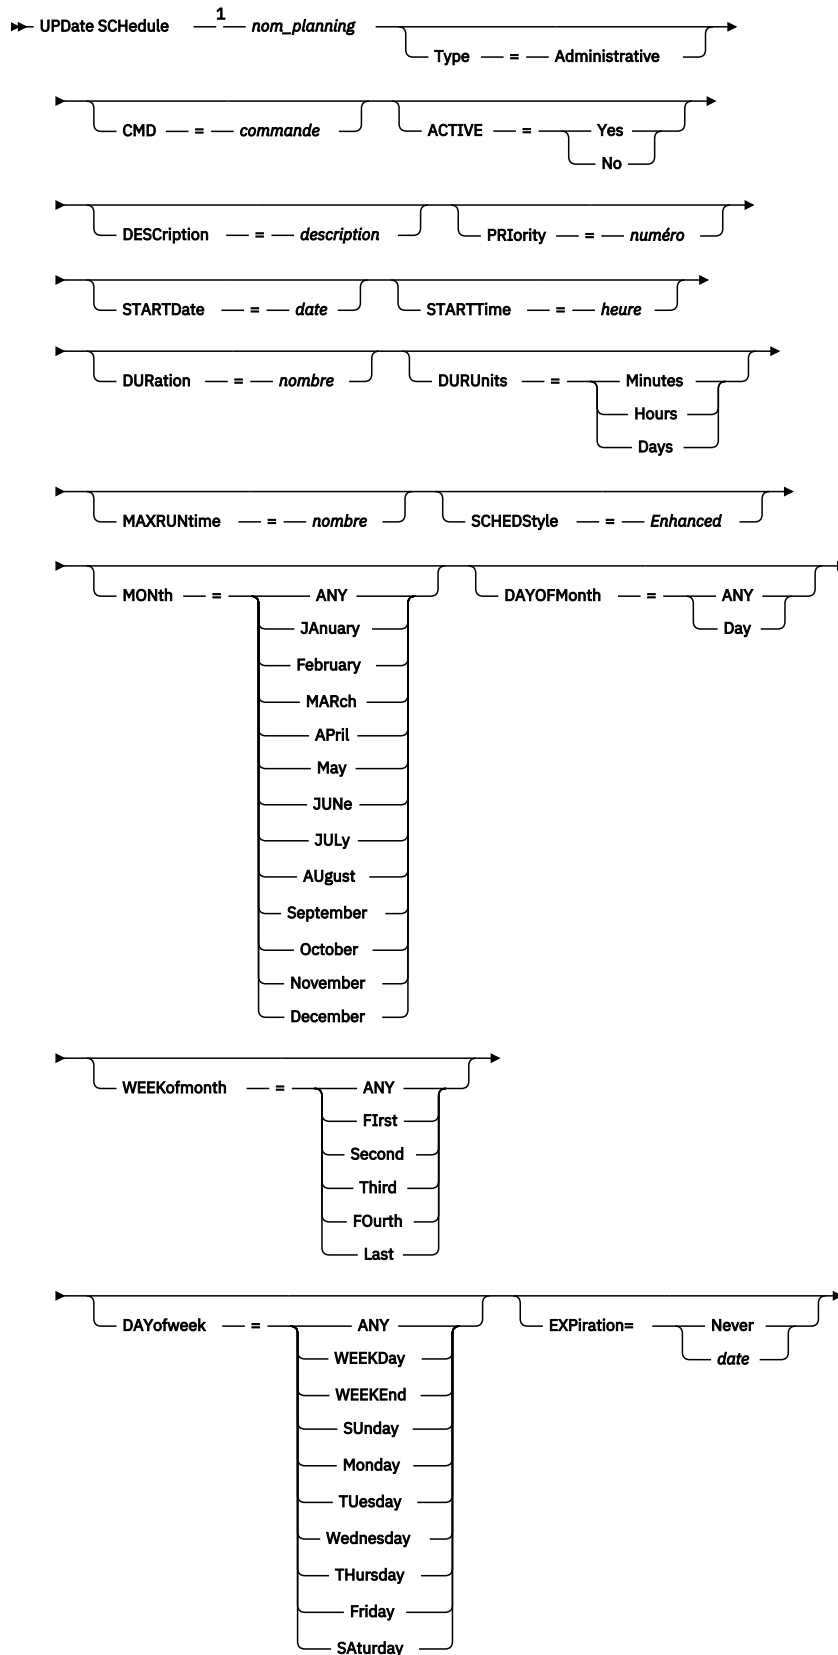 UPDate SCHedule 1 nom_planning
Type = Administrative
CMD = commande ACTIVE = Yes
No
DESCription = description PRIority = numéro
STARTDate = date STARTTime = heure
DURation = nombre DURUnits = Minutes
Hours
Days
MAXRUNtime = nombre SCHEDStyle = Enhanced
MONth = ANY DAYOFMonth = ANY
JAnuary Day
February
MARch
APril
May
JUNe
JULy
AUgust
September
October
November
December
WEEKofmonth = ANY
FIrst
Second
Third
FOurth
Last
DAYofweek = ANY EXPiration= Never
WEEKDay date
WEEKEnd
SUnday
Monday
TUesday
Wednesday
THursday
Friday
SAturday